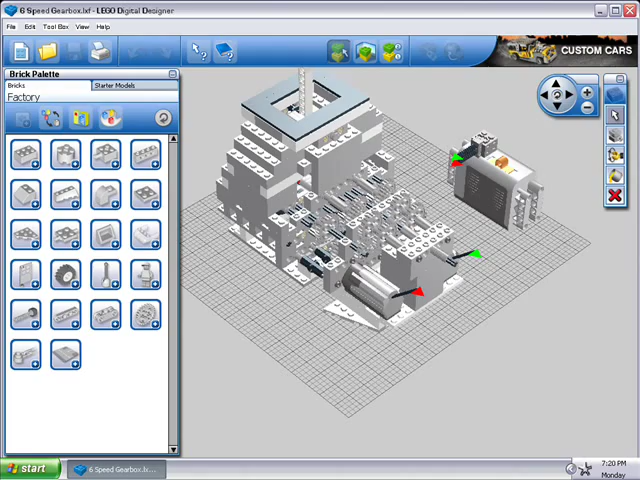 6 Speed Gearbox.lxf - LEGO Digital Designer
File Edit Tool Box View Help
CUSTOM CARS
Brick Palette
Bricks Starter Models
Factory
start
6 Speed Gearbox.lx...
7:20 PM
Monday